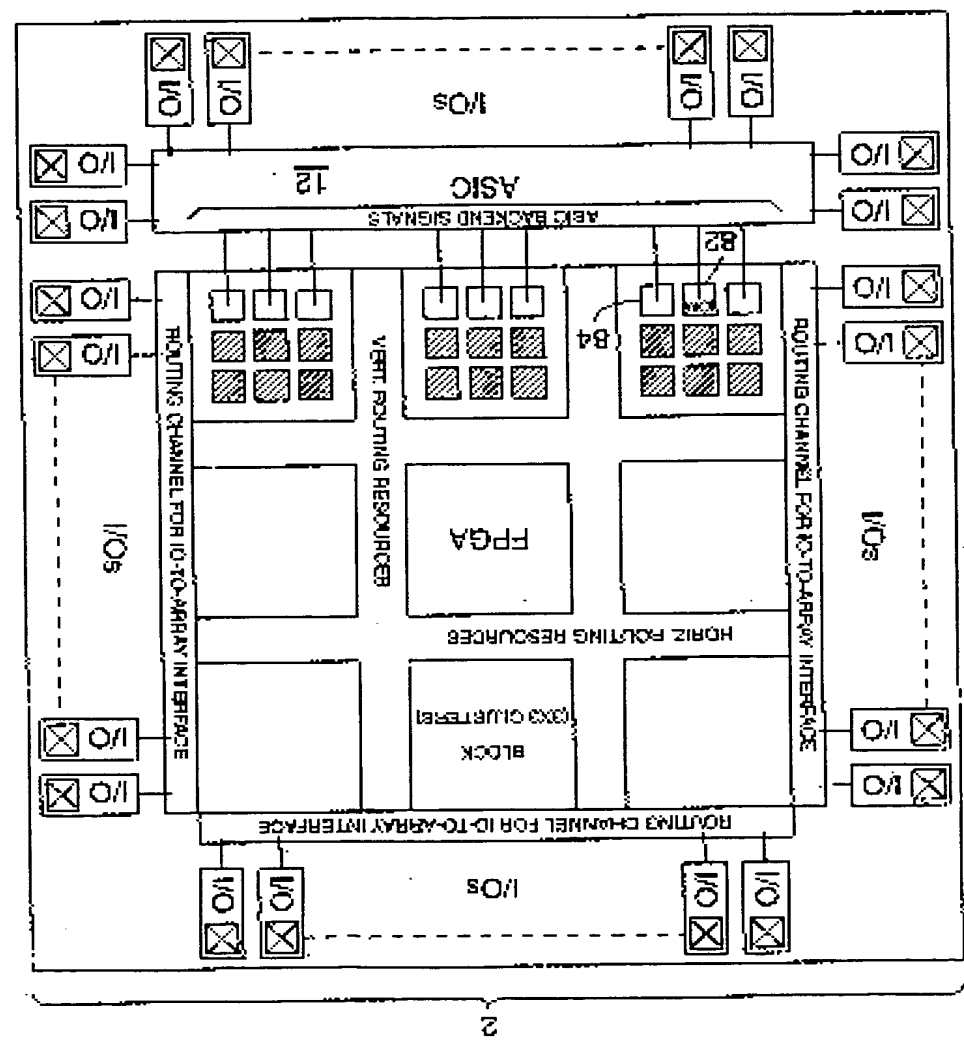 I/O
I/O
I/O
I/O
I/Os
I/O
I/O
12
ASIC
I/O
I/O
ASIC BACKEND SIGNALS
82
I/O
I/O
84
I/O
I/O
ROUTING CHANNEL FOR IO-TO-ARRAY INTERFACE
VERT. ROUTING RESOURCES
ROUTING CHANNEL FOR IO-TO-ARRAY INTERFACE
I/Os
FPGA
I/Os
HORIZ ROUTING RESOURCES
(3X3 CLUSTERS)
BLOCK
I/O
I/O
I/O
I/O
ROUTING CHANNEL FOR IO-TO-ARRAY INTERFACE
I/Os
I/O
I/O
I/O
I/O
2